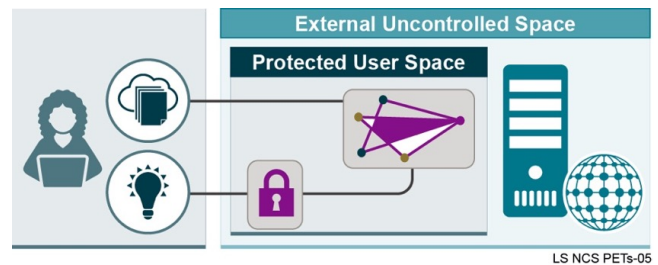 External Uncontrolled Space
Protected User Space
LS NCS PETs-05